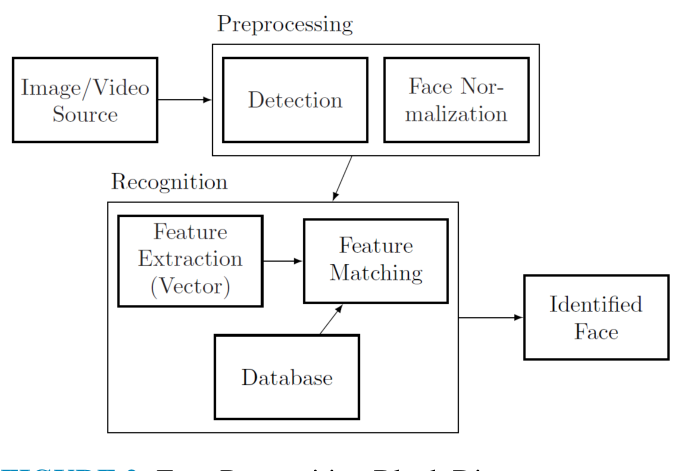 Preprocessing
Image/Video
Source
Detection
Face Nor-
malization
Recognition
Feature
Extraction
(Vector)
Feature
Matching
Database
Identified
Face